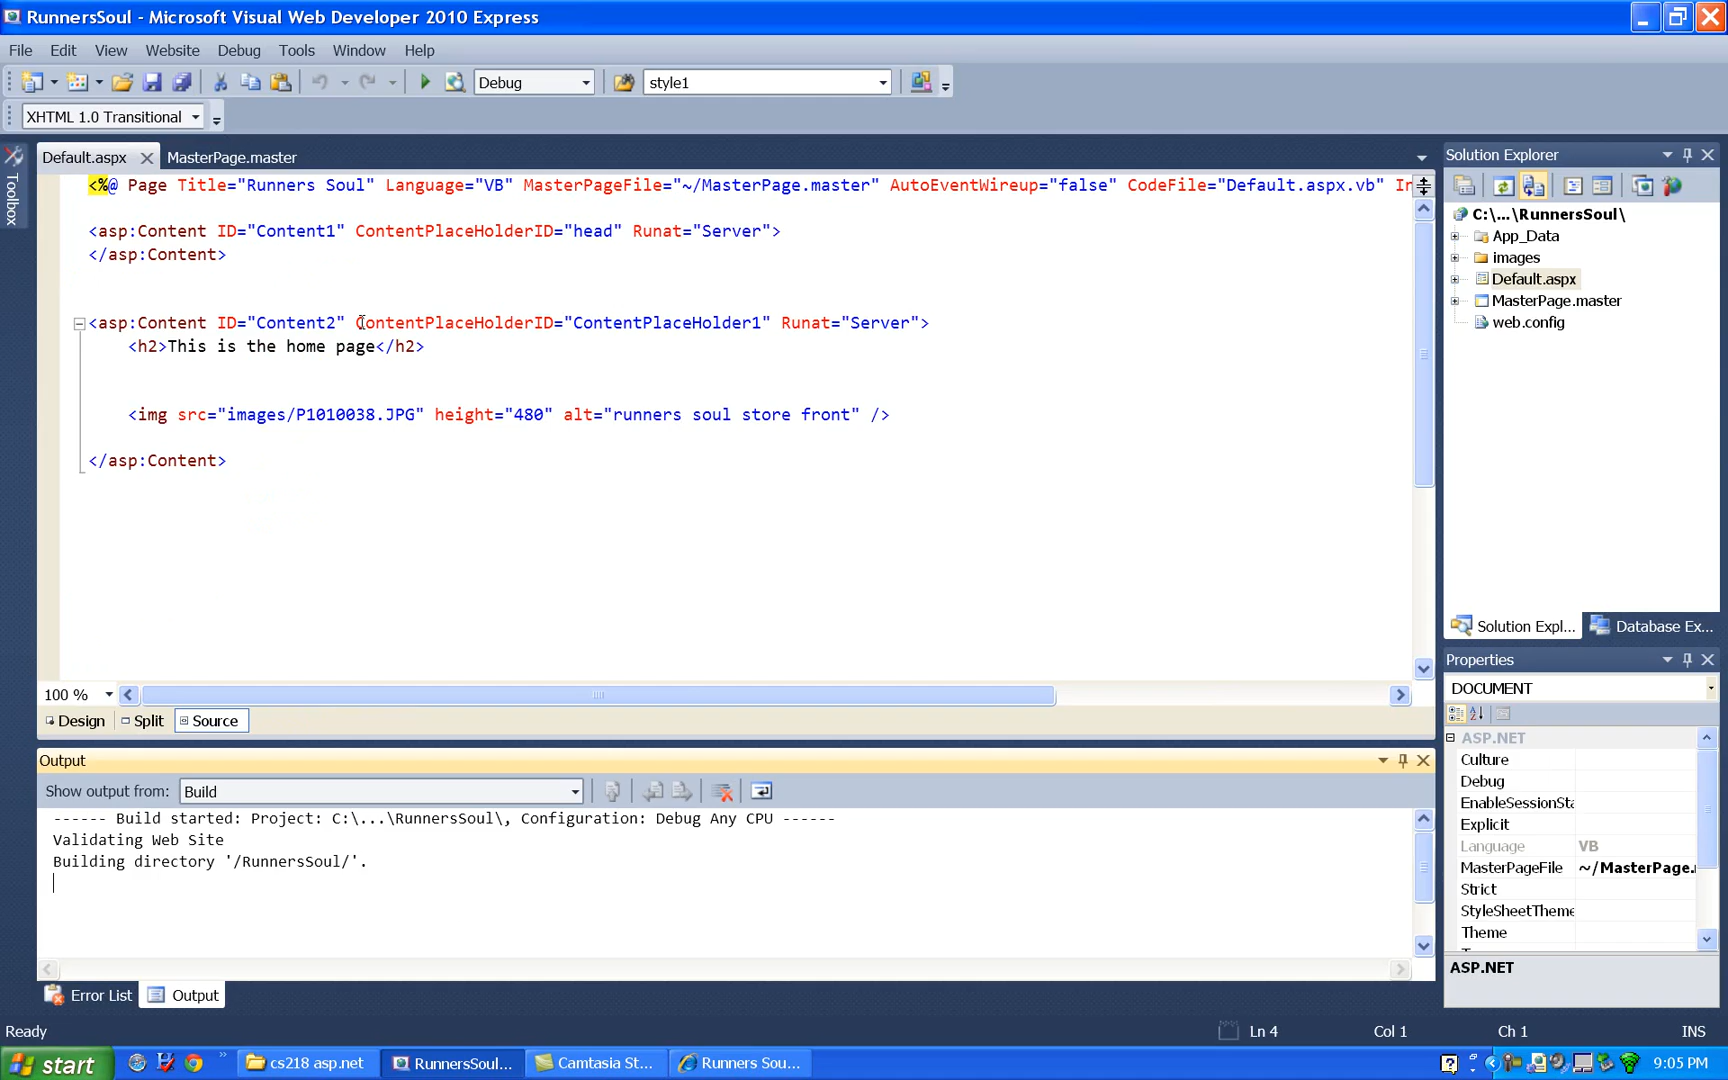 RunnersSoul - Microsoft Visual Web Developer 2010 Express
File Edit View Website Debug Tools Window Help
Debug style1
XHTML 1.0 Transitional
Toolbox
Default.aspx MasterPage.master
<%@ Page Title="Runners Soul" Language="VB" MasterPageFile="~/MasterPage.master" AutoEventWireup="false" CodeFile="Default.aspx.vb" In
<asp:Content ID="Content1" ContentPlaceHolderID="head" Runat="Server">
</asp:Content>
<asp:Content ID="Content2" ContentPlaceHolderID="ContentPlaceHolder1" Runat="Server">
<h2>This is the home page</h2>
<img src="images/P1010038.JPG" height="480" alt="runners soul store front" />
</asp:Content>
100 %
Design Split Source
Output
Show output from: Build
------ Build started: Project: C:\...\RunnersSoul\, Configuration: Debug Any CPU ------
Validating Web Site
Building directory '/RunnersSoul/'.
Error List Output
Solution Explorer
C:\...\RunnersSoul\
App_Data
images
Default.aspx
MasterPage.master
web.config
Solution Expl... Database Ex...
Properties
DOCUMENT
ASP.NET
Culture
Debug
EnableSessionSta
Explicit
Language VB
MasterPageFile ~/MasterPage.
Strict
StyleSheetTheme
Theme
ASP.NET
Ready Ln 4 Col 1 Ch 1 INS
start cs218 asp.net RunnersSoul... Camtasia St... Runners Sou... 9:05 PM